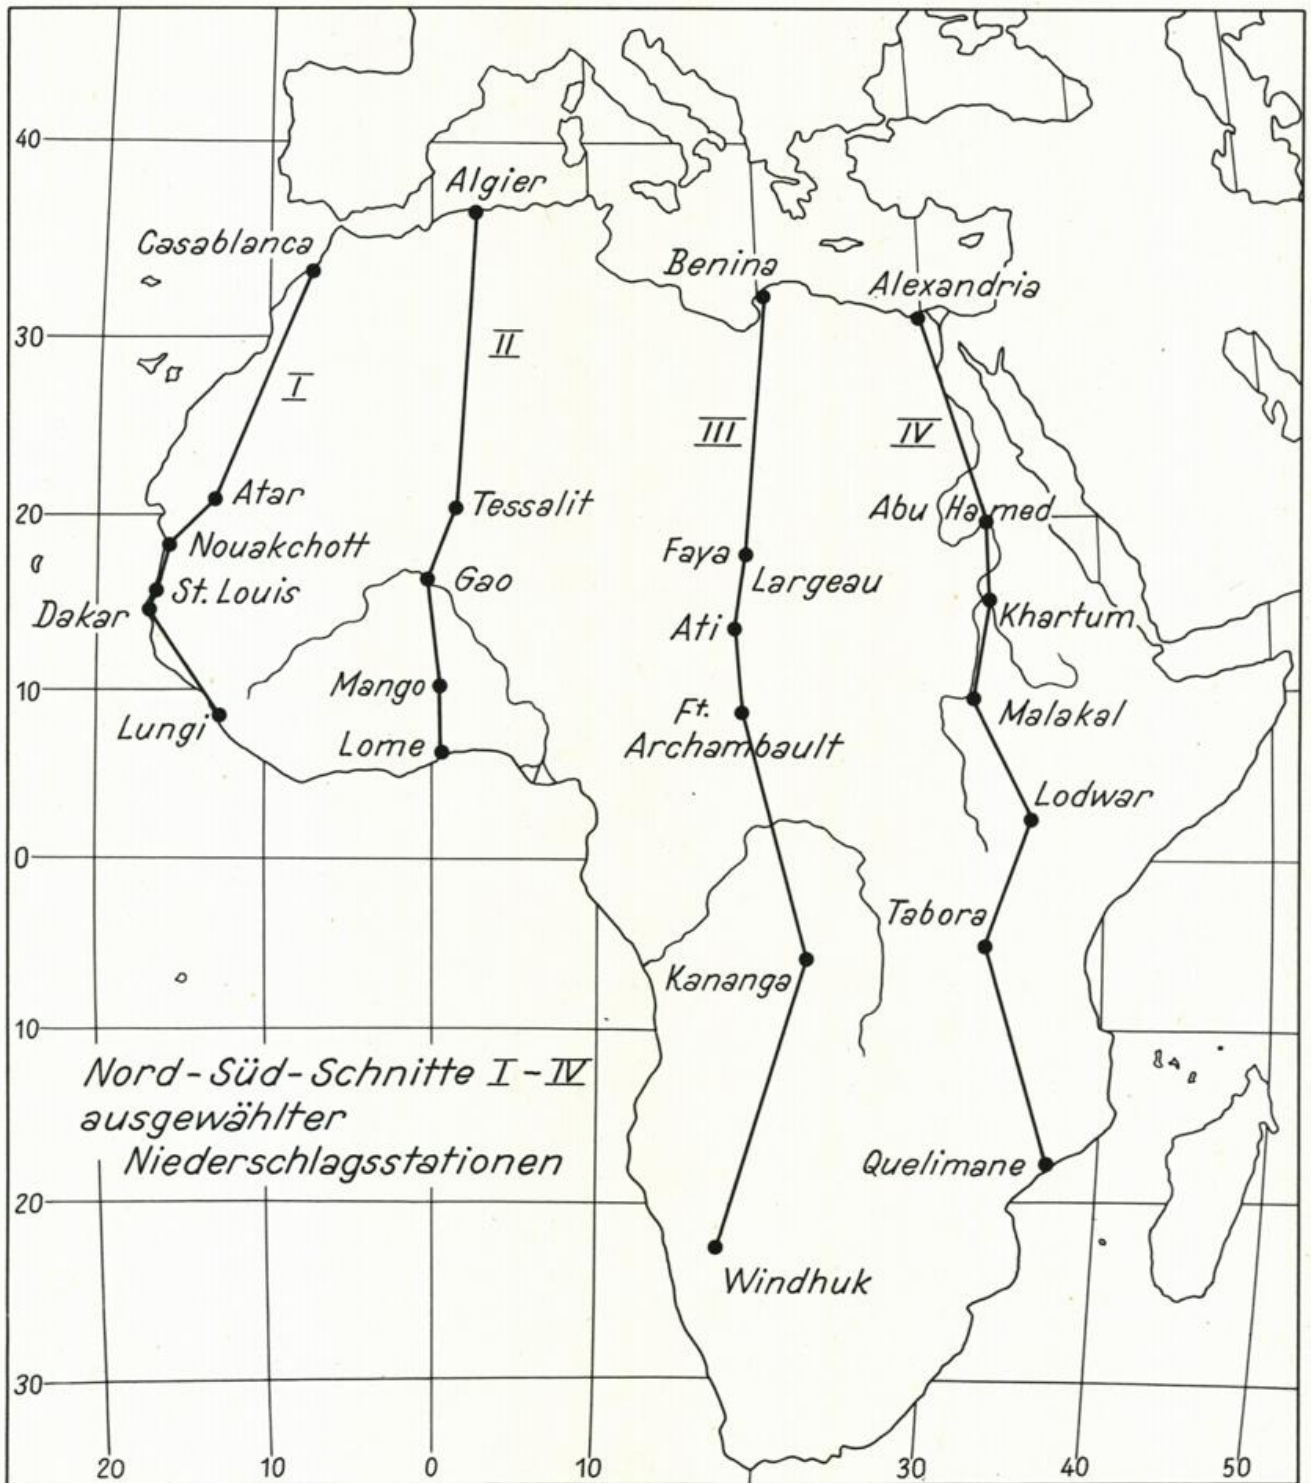 40
Algier
Casablanca
Benina
Alexandria
30
II
I
III
IV
Atar
Tessalit
20
Abu Hamed
Nouakchott
Faya
Largeau
St. Louis
Gao
Dakar
Ati
Khartum
10
Mango
Lungi
Lome
Ft.
Archambault
Malakal
Lodwar
0
Tabora
Kananga
10
Nord-Süd-Schnitte I-IV
ausgewählter
Niederschlagsstationen
Quelimane
20
Windhuk
30
20 10 0 10 30 40 50